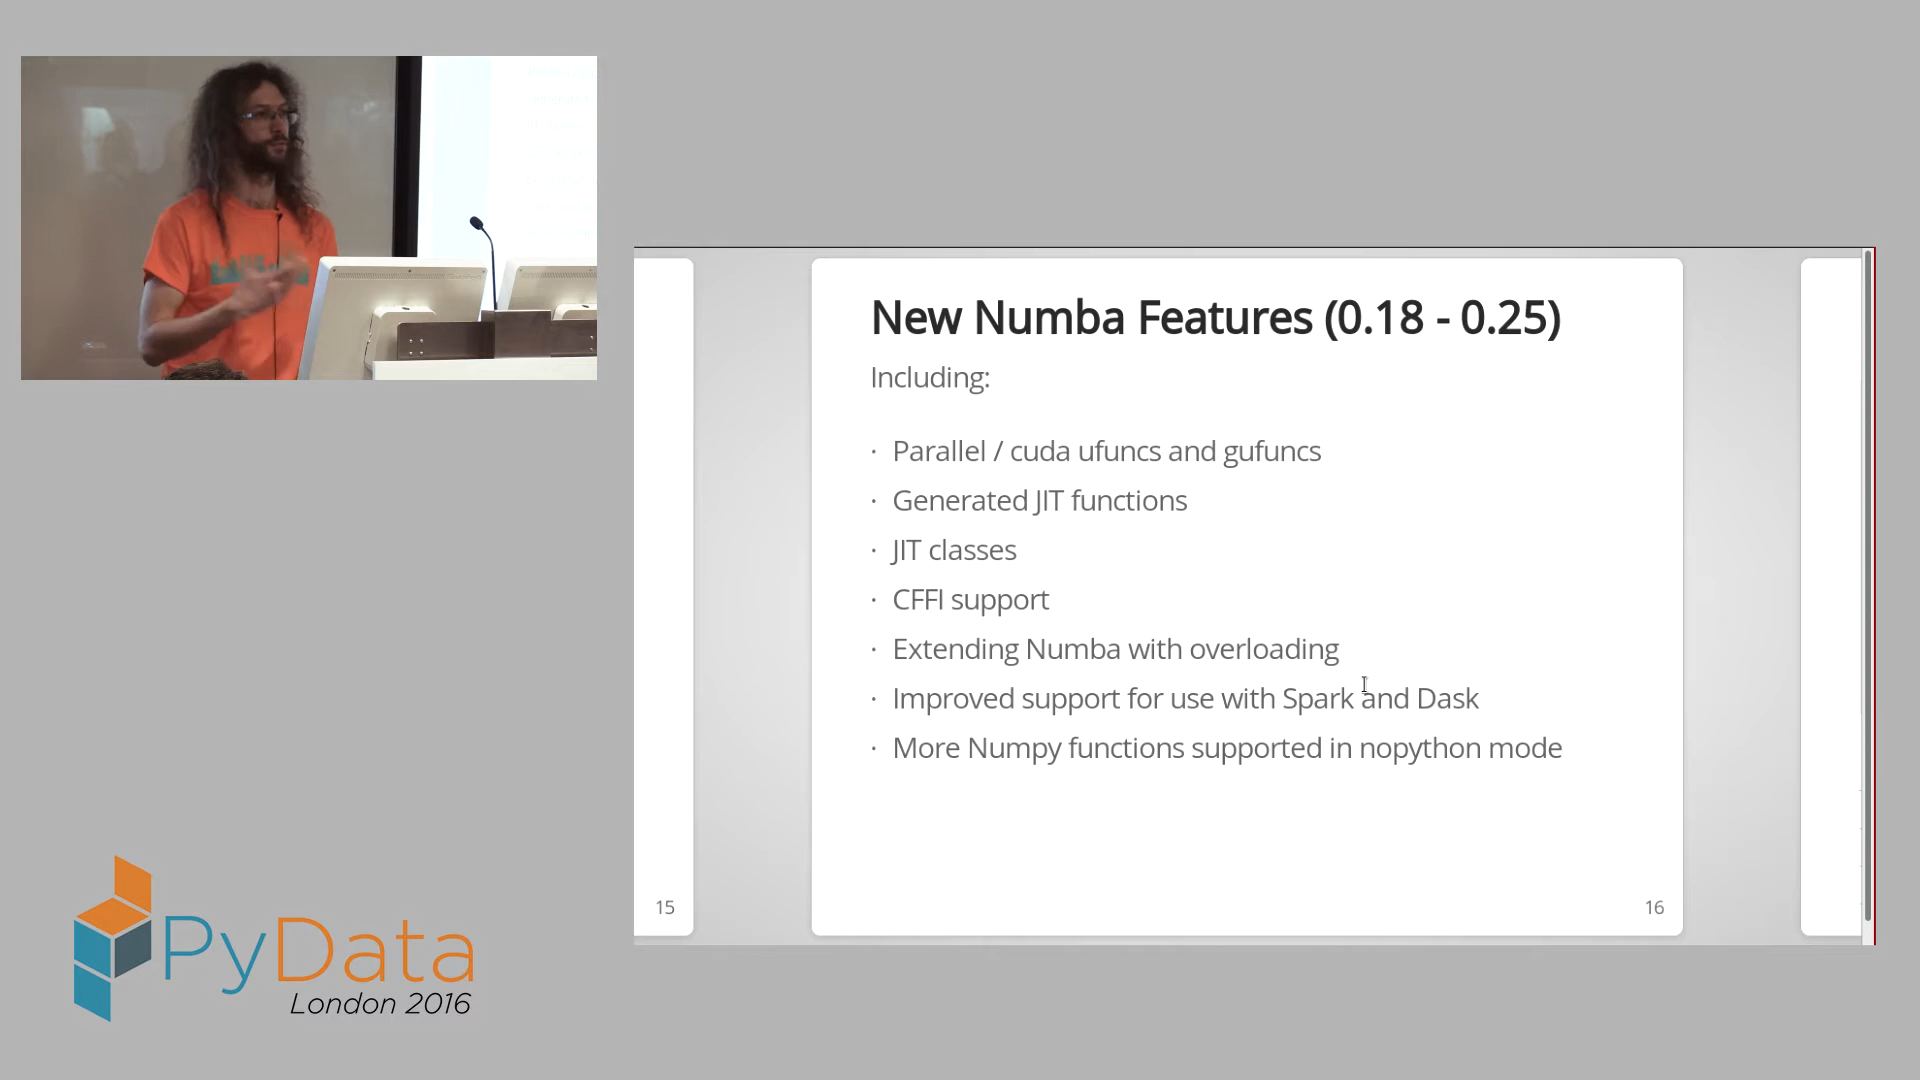 New Numba Features (0.18 - 0.25)
Including:
· Parallel / cuda ufuncs and gufuncs
· Generated JIT functions
· JIT classes
· CFFI support
· Extending Numba with overloading
· Improved support for use with Spark and Dask
· More Numpy functions supported in nopython mode
15
16
PyData
London 2016